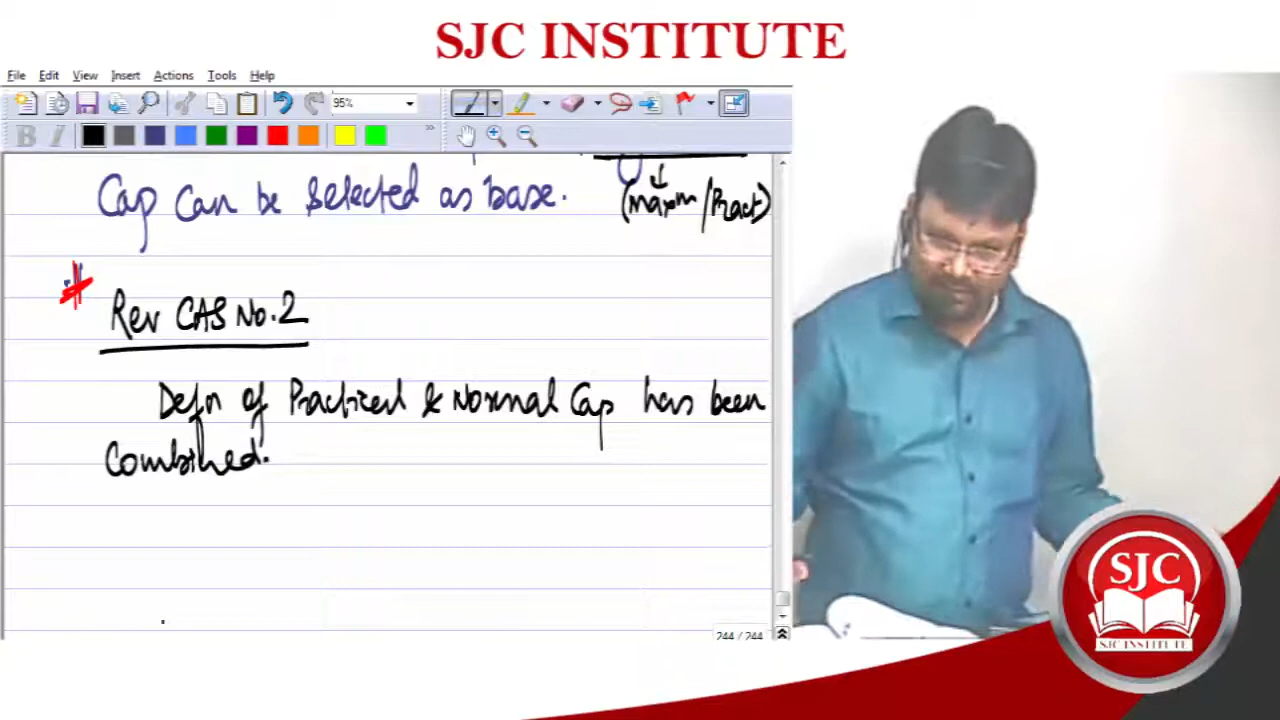 SJC INSTITUTE
File Edit View Insert Actions Tools Help
95%
B I
Cap Can be Selected as base. (maxm/Pract)
Rev CAS No. 2
Defn of Practical & Normal Cap has been
Combined.
244 / 244
SJC
SJC INSTITUTE